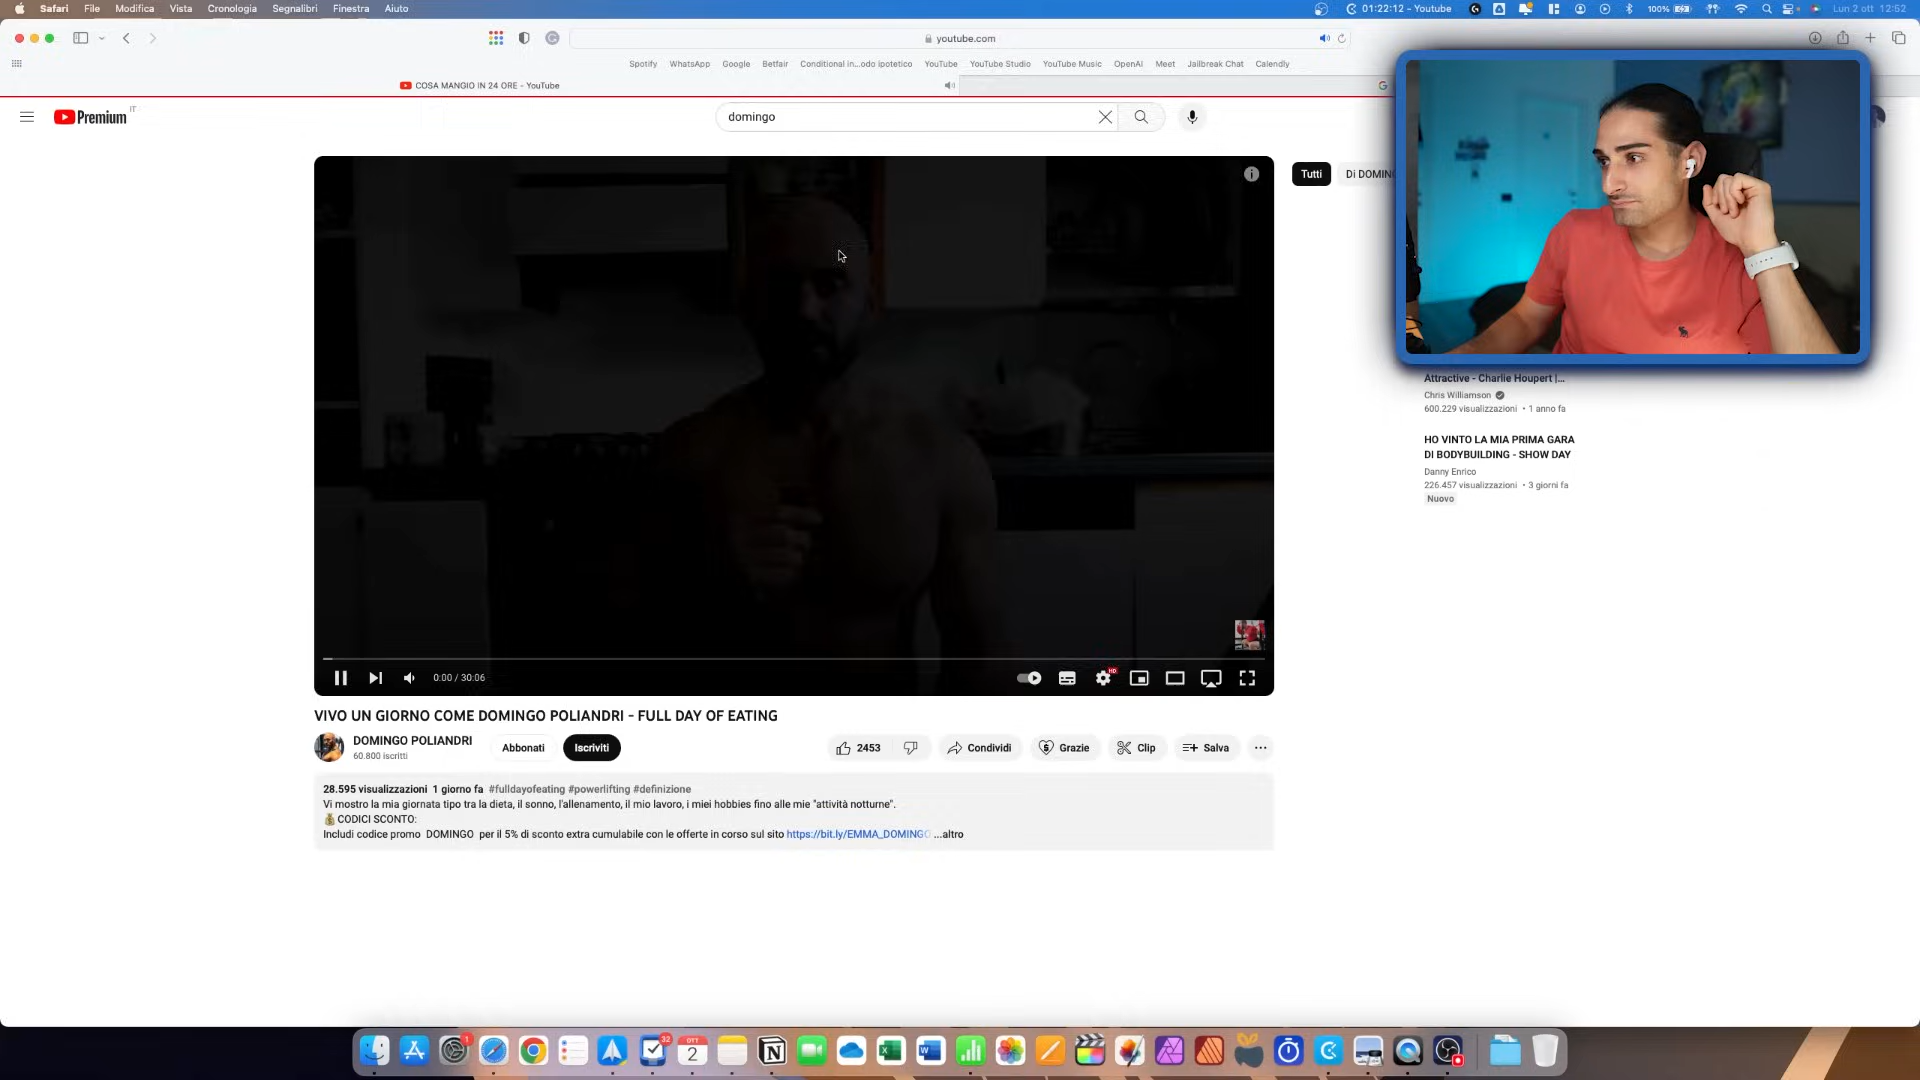 Safari File Modifica Vista Cronologia Segnalibri Finestra Aiuto
01:22:12 - Youtube 100% Lun 2 ott 12:52
youtube.com
Spotify WhatsApp Google Betfair Conditional in...odo ipotetico YouTube YouTube Studio YouTube Music OpenAI Meet Jailbreak Chat Calendly
COSA MANGIO IN 24 ORE - YouTube
Premium IT
domingo
Tutti
Di DOMIN
Attractive - Charlie Houpert |...
Chris Williamson
600.229 visualizzazioni • 1 anno fa
HO VINTO LA MIA PRIMA GARA
DI BODYBUILDING - SHOW DAY
Danny Enrico
226.457 visualizzazioni • 3 giorni fa
Nuovo
0:00 / 30:06
HD
VIVO UN GIORNO COME DOMINGO POLIANDRI - FULL DAY OF EATING
DOMINGO POLIANDRI
60.800 iscritti
Abbonati
Iscriviti
2453
Condividi
Grazie
Clip
Salva
28.595 visualizzazioni 1 giorno fa #fulldayofeating #powerlifting #definizione
Vi mostro la mia giornata tipo tra la dieta, il sonno, l'allenamento, il mio lavoro, i miei hobbies fino alle mie "attività notturne".
💰CODICI SCONTO:
Includi codice promo DOMINGO per il 5% di sconto extra cumulabile con le offerte in corso sul sito https://bit.ly/EMMA_DOMINGO ...altro
1
32
OTT
2